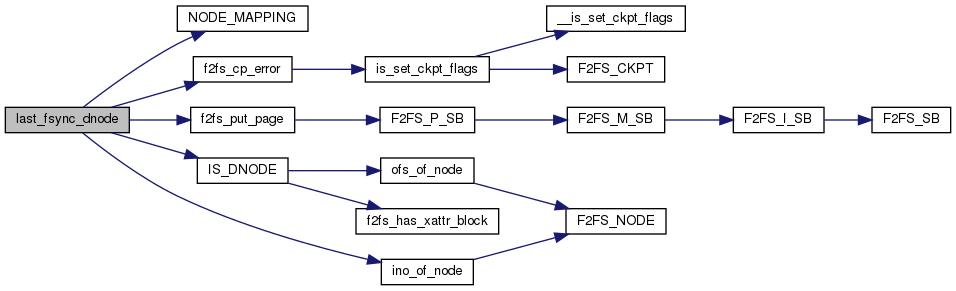 NODE_MAPPING
__is_set_ckpt_flags
f2fs_cp_error
is_set_ckpt_flags
F2FS_CKPT
last_fsync_dnode
f2fs_put_page
F2FS_P_SB
F2FS_M_SB
F2FS_I_SB
F2FS_SB
IS_DNODE
ofs_of_node
f2fs_has_xattr_block
F2FS_NODE
ino_of_node